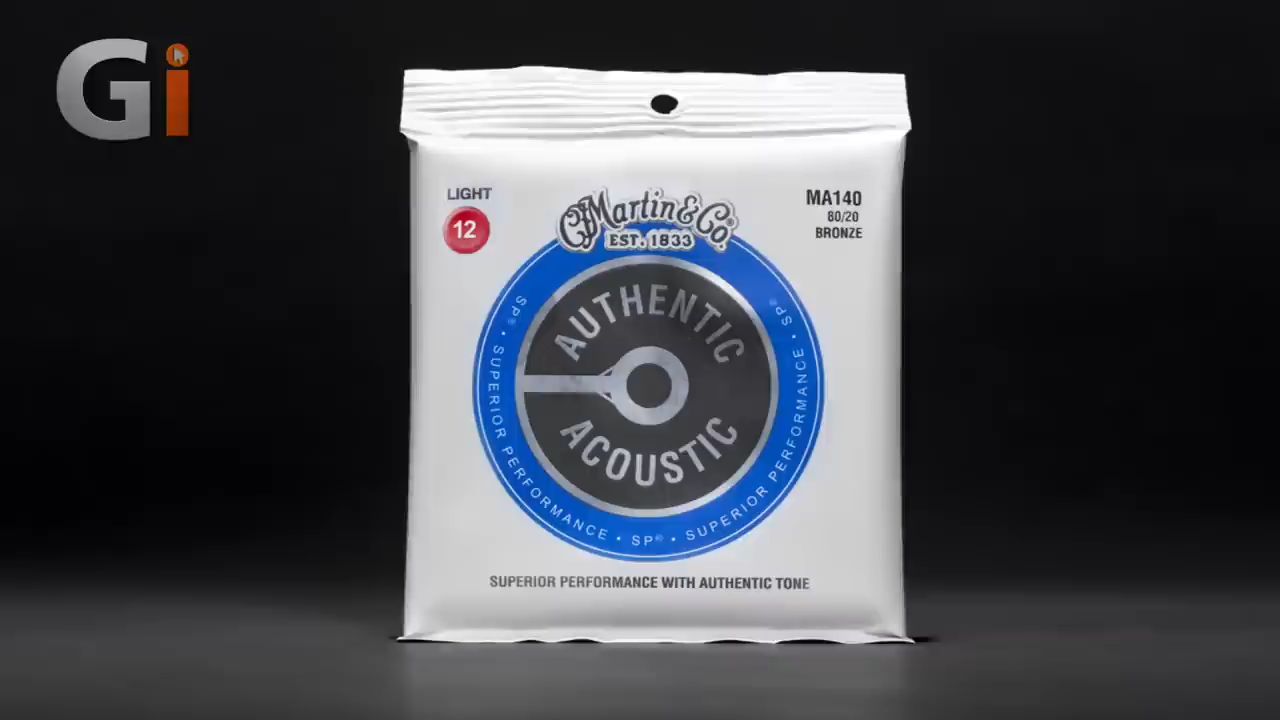 Gi
LIGHT
12
CF Martin & Co.®
EST. 1833
MA140
80/20
BRONZE
AUTHENTIC
ACOUSTIC
SP® • SUPERIOR PERFORMANCE • SP® • SUPERIOR PERFORMANCE • SP®
SUPERIOR PERFORMANCE WITH AUTHENTIC TONE